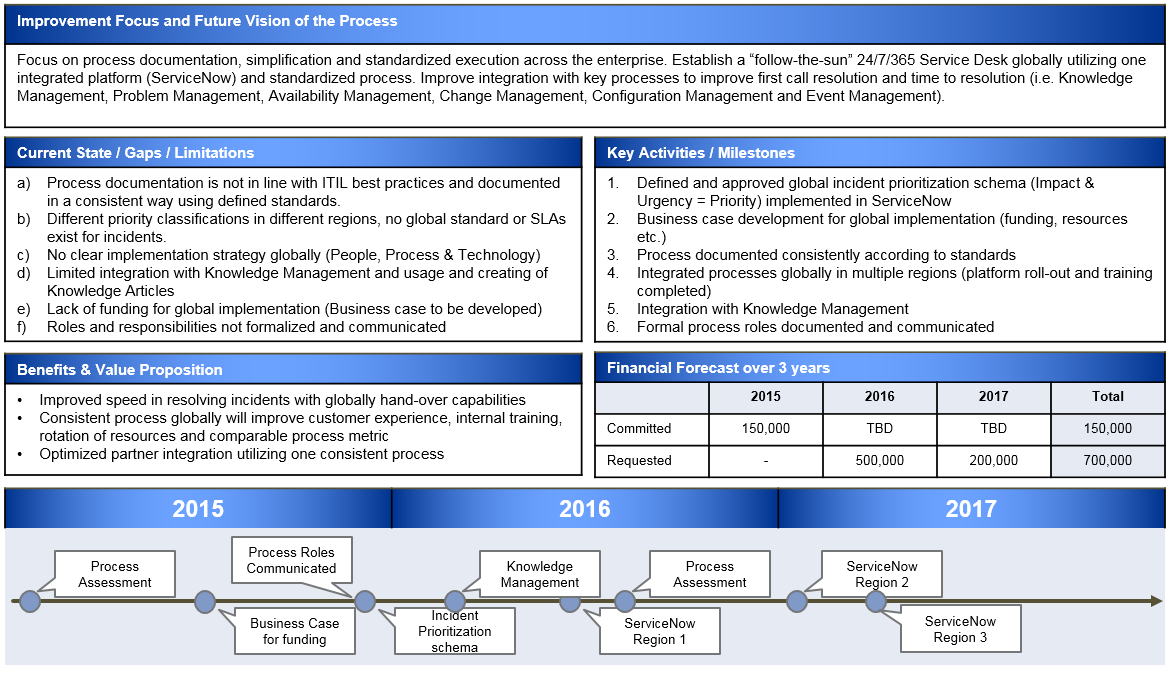 Improvement Focus and Future Vision of the Process
Focus on process documentation, simplification and standardized execution across the enterprise. Establish a “follow-the-sun” 24/7/365 Service Desk globally utilizing one
integrated platform (ServiceNow) and standardized process. Improve integration with key processes to improve first call resolution and time to resolution (i.e. Knowledge
Management, Problem Management, Availability Management, Change Management, Configuration Management and Event Management).
Current State / Gaps / Limitations
a) Process documentation is not in line with ITIL best practices and documented
in a consistent way using defined standards.
b) Different priority classifications in different regions, no global standard or SLAs
exist for incidents.
c) No clear implementation strategy globally (People, Process & Technology)
d) Limited integration with Knowledge Management and usage and creating of
Knowledge Articles
e) Lack of funding for global implementation (Business case to be developed)
f) Roles and responsibilities not formalized and communicated
Key Activities / Milestones
1. Defined and approved global incident prioritization schema (Impact &
Urgency = Priority) implemented in ServiceNow
2. Business case development for global implementation (funding, resources
etc.)
3. Process documented consistently according to standards
4. Integrated processes globally in multiple regions (platform roll-out and training
completed)
5. Integration with Knowledge Management
6. Formal process roles documented and communicated
Benefits & Value Proposition
• Improved speed in resolving incidents with globally hand-over capabilities
• Consistent process globally will improve customer experience, internal training,
rotation of resources and comparable process metric
• Optimized partner integration utilizing one consistent process
Financial Forecast over 3 years
2015 2016 2017 Total
Committed 150,000 TBD TBD 150,000
Requested - 500,000 200,000 700,000
2015 2016 2017
Process
Assessment
Business Case
for funding
Process Roles
Communicated
Incident
Prioritization
schema
Knowledge
Management
ServiceNow
Region 1
Process
Assessment
ServiceNow
Region 2
ServiceNow
Region 3